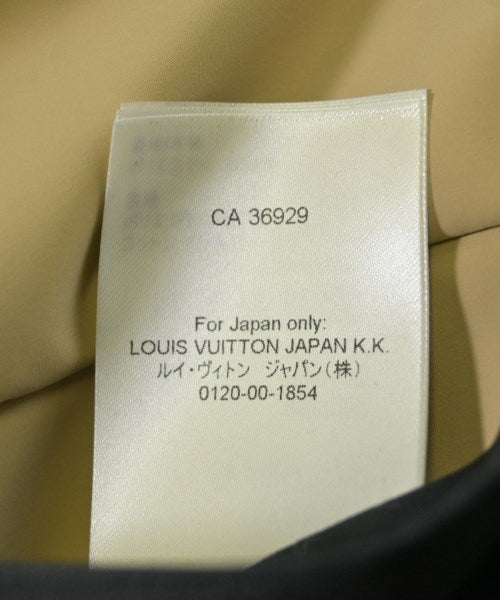 CA 36929
For Japan only:
LOUIS VUITTON JAPAN K.K.
ルイ・ヴィトン ジャパン(株)
0120-00-1854